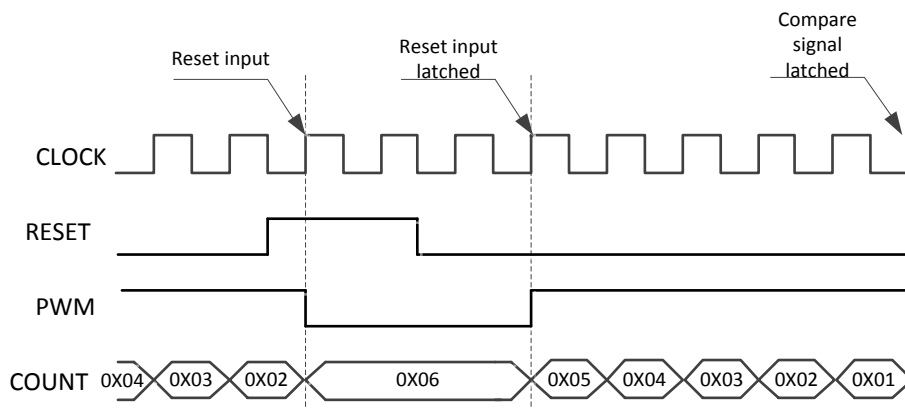 Reset input
Reset input
latched
Compare
signal
latched
CLOCK
RESET
PWM
COUNT 0X04 0X03 0X02 0X06 0X05 0X04 0X03 0X02 0X01